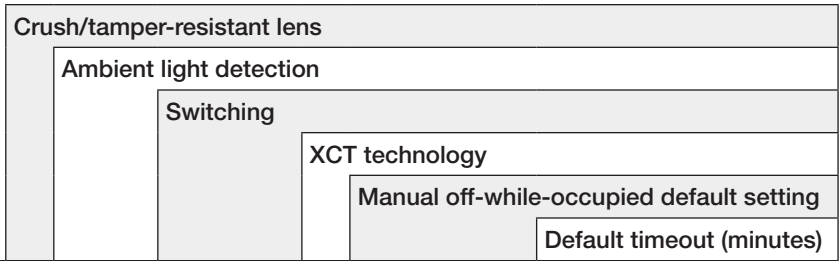 Crush/tamper-resistant lens
Ambient light detection
Switching
XCT technology
Manual off-while-occupied default setting
Default timeout (minutes)